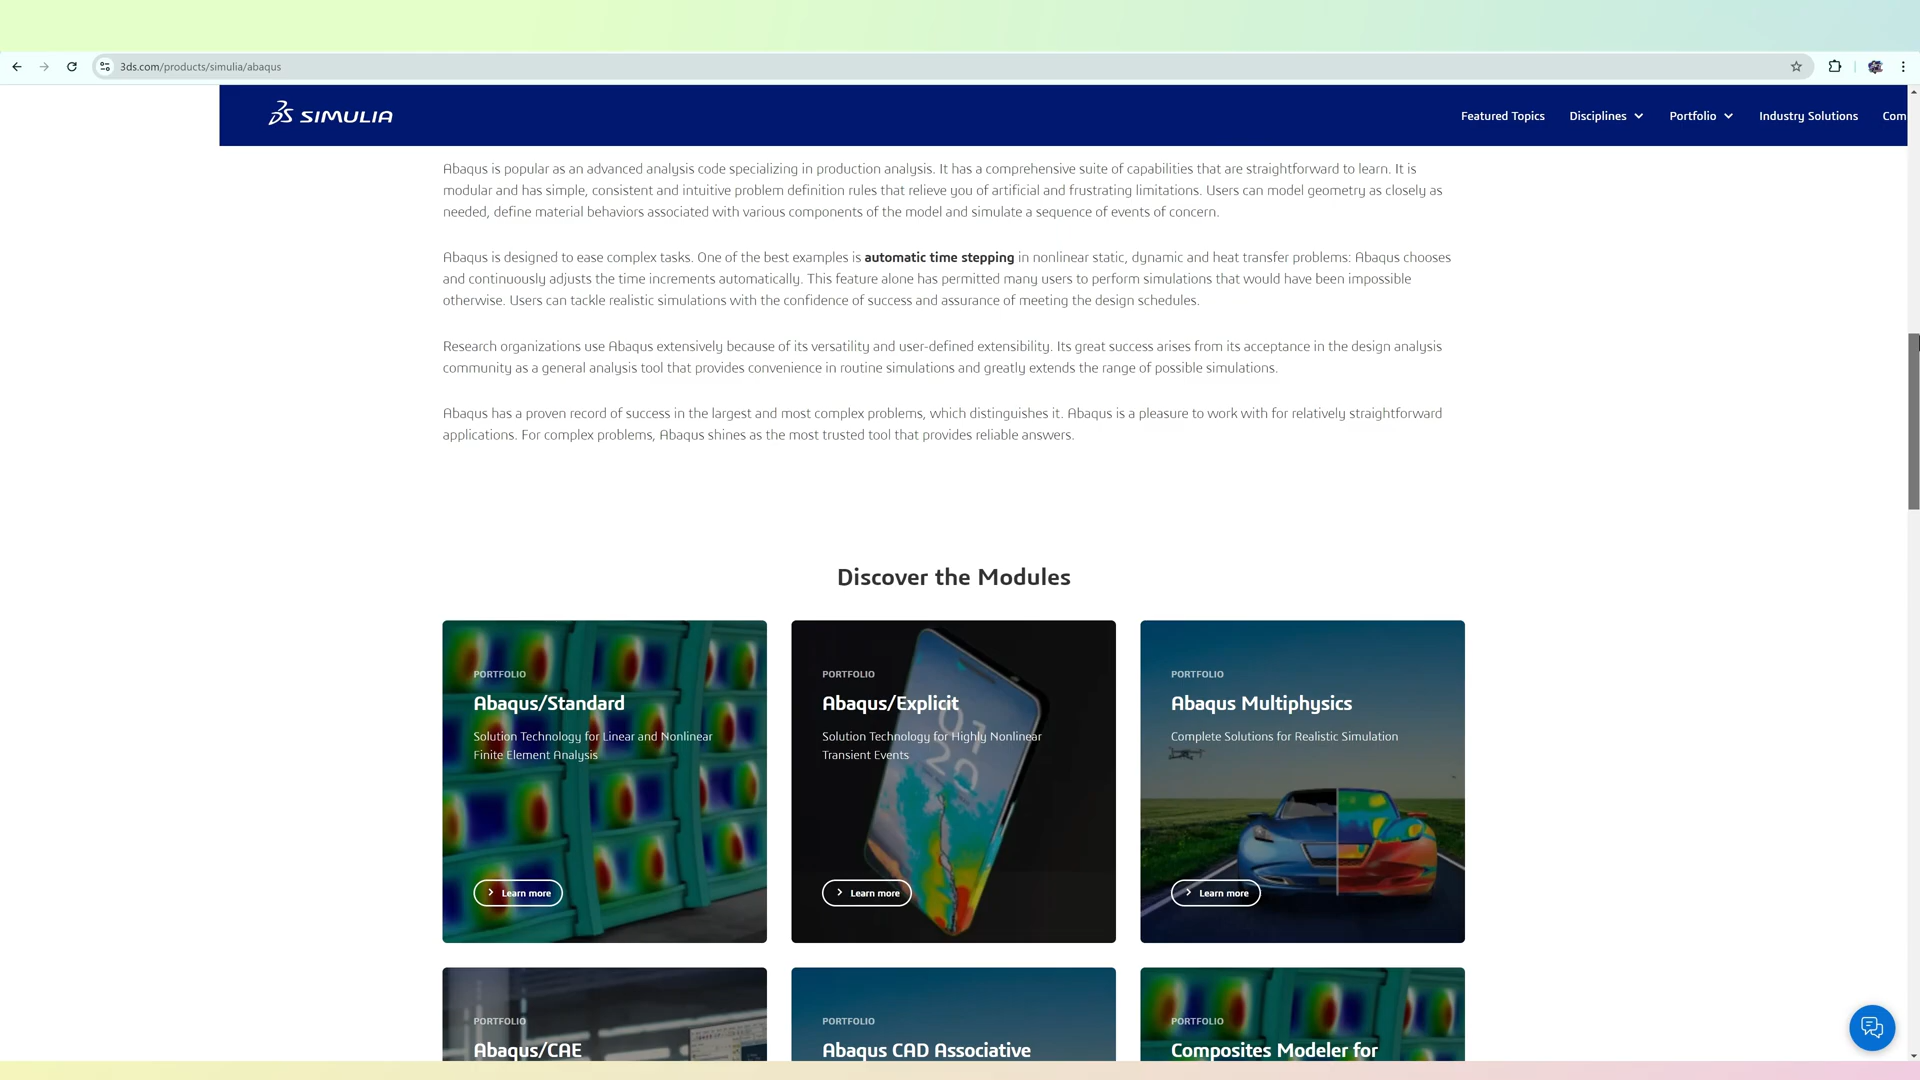 3ds.com/products/simulia/abaqus
SIMULIA
Featured Topics
Disciplines
Portfolio
Industry Solutions
Com
Abaqus is popular as an advanced analysis code specializing in production analysis. It has a comprehensive suite of capabilities that are straightforward to learn. It is
modular and has simple, consistent and intuitive problem definition rules that relieve you of artificial and frustrating limitations. Users can model geometry as closely as
needed, define material behaviors associated with various components of the model and simulate a sequence of events of concern.
Abaqus is designed to ease complex tasks. One of the best examples is automatic time stepping in nonlinear static, dynamic and heat transfer problems: Abaqus chooses
and continuously adjusts the time increments automatically. This feature alone has permitted many users to perform simulations that would have been impossible
otherwise. Users can tackle realistic simulations with the confidence of success and assurance of meeting the design schedules.
Research organizations use Abaqus extensively because of its versatility and user-defined extensibility. Its great success arises from its acceptance in the design analysis
community as a general analysis tool that provides convenience in routine simulations and greatly extends the range of possible simulations.
Abaqus has a proven record of success in the largest and most complex problems, which distinguishes it. Abaqus is a pleasure to work with for relatively straightforward
applications. For complex problems, Abaqus shines as the most trusted tool that provides reliable answers.
Discover the Modules
PORTFOLIO
Abaqus/Standard
Solution Technology for Linear and Nonlinear
Finite Element Analysis
Learn more
PORTFOLIO
Abaqus/Explicit
Solution Technology for Highly Nonlinear
Transient Events
Learn more
PORTFOLIO
Abaqus Multiphysics
Complete Solutions for Realistic Simulation
Learn more
PORTFOLIO
Abaqus/CAE
PORTFOLIO
Abaqus CAD Associative
PORTFOLIO
Composites Modeler for